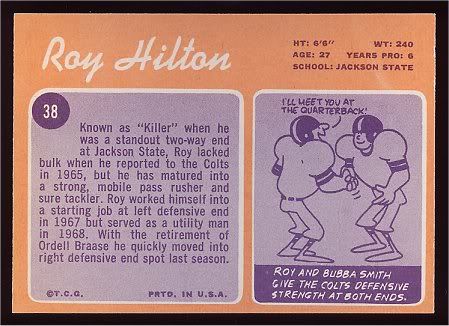 Roy Hilton
HT: 6'6" WT: 240
AGE: 27 YEARS PRO: 6
SCHOOL: JACKSON STATE
38
Known as "Killer" when he
was a standout two-way end
at Jackson State, Roy lacked
bulk when he reported to the Colts
in 1965, but he has matured into
a strong, mobile pass rusher and
sure tackler. Roy worked himself into
a starting job at left defensive end
in 1967 but served as a utility man
in 1968. With the retirement of
Ordell Braase he quickly moved into
right defensive end spot last season.
©T.C.G. PRTD. IN U.S.A.
I'LL MEET YOU AT
THE QUARTERBACK!
ROY AND BUBBA SMITH
GIVE THE COLTS DEFENSIVE
STRENGTH AT BOTH ENDS.